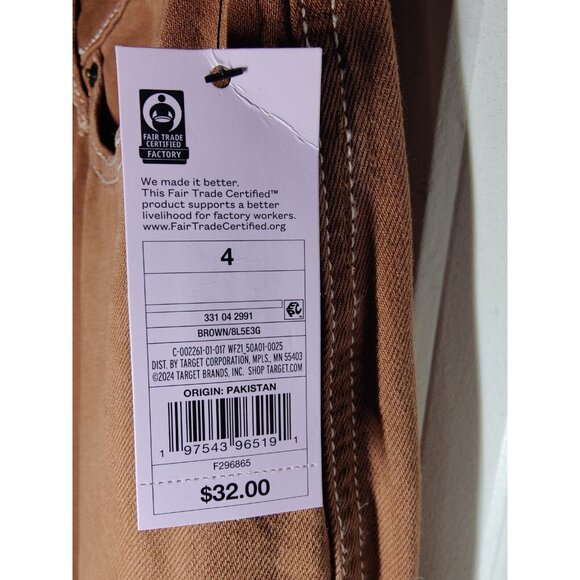 FAIR TRADE
CERTIFIED
FACTORY
We made it better.
This Fair Trade Certified™
product supports a better
livelihood for factory workers.
www.FairTradeCertified.org
4
331 04 2991
BROWN/8L5E3G
C-002261-01-017 WF21_50A01-0025
DIST. BY TARGET CORPORATION, MPLS., MN 55403
©2024 TARGET BRANDS, INC. SHOP TARGET.COM
ORIGIN: PAKISTAN
1 97543 96519 1
F296865
$32.00